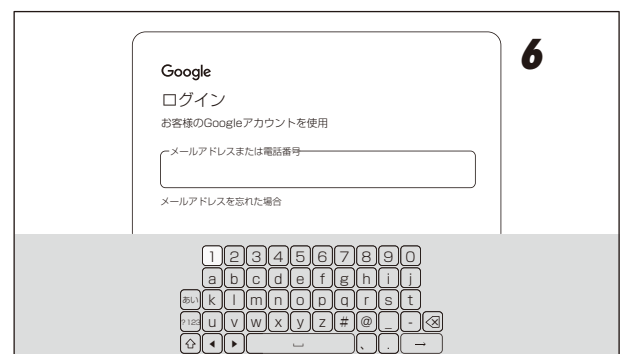 6
Google
ログイン
お客様のGoogleアカウントを使用
メールアドレスまたは電話番号
メールアドレスを忘れた場合
1 2 3 4 5 6 7 8 9 0
a b c d e f g h i j
あい k l m n o p q r s t
?123 u v w x y z # @ _ -
、 . →